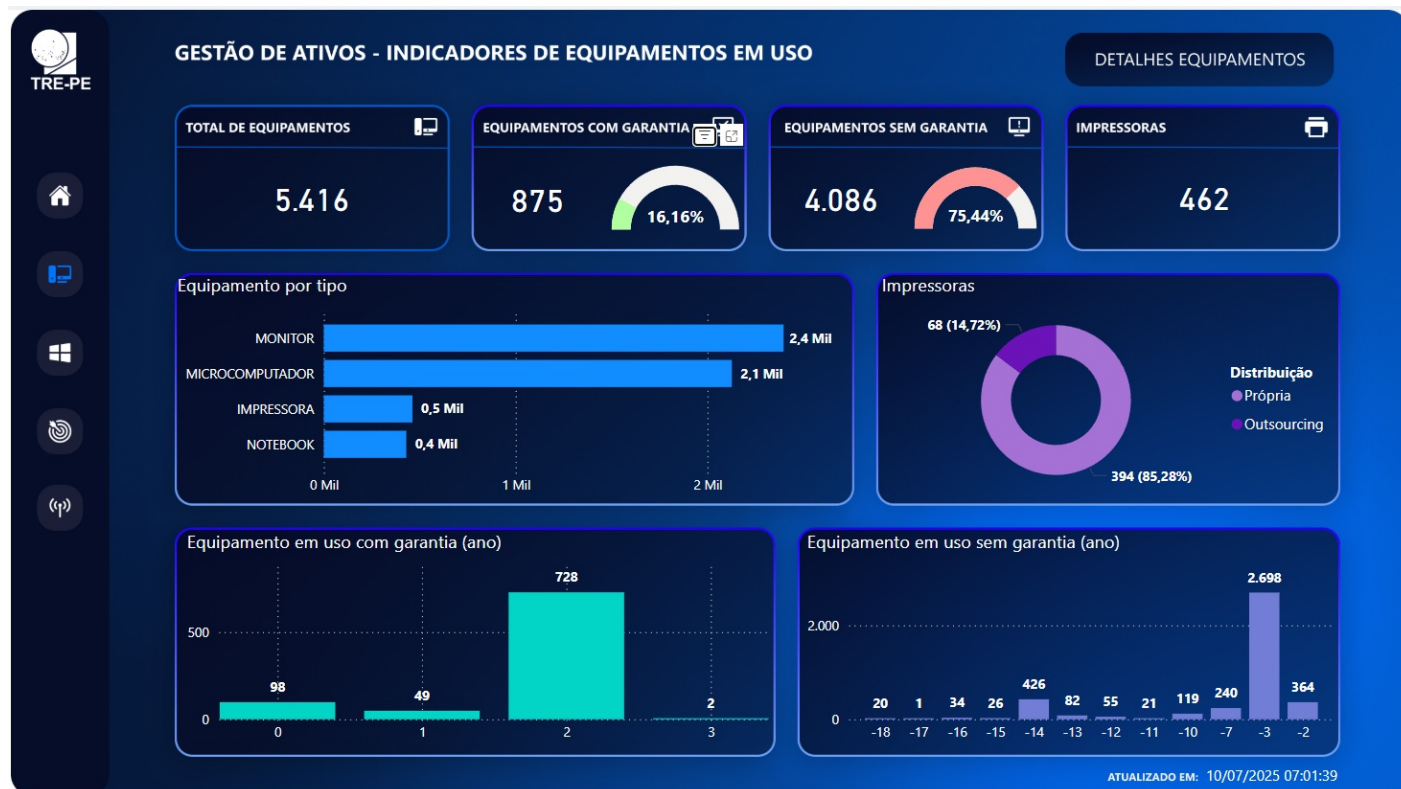 TRE-PE
GESTÃO DE ATIVOS - INDICADORES DE EQUIPAMENTOS EM USO
DETALHES EQUIPAMENTOS
TOTAL DE EQUIPAMENTOS
5.416
EQUIPAMENTOS COM GARANTIA
875
16,16%
EQUIPAMENTOS SEM GARANTIA
4.086
75,44%
IMPRESSORAS
462
Equipamento por tipo
MONITOR 2,4 Mil
MICROCOMPUTADOR 2,1 Mil
IMPRESSORA 0,5 Mil
NOTEBOOK 0,4 Mil
0 Mil 1 Mil 2 Mil
Impressoras
68 (14,72%)
394 (85,28%)
Distribuição
Própria
Outsourcing
Equipamento em uso com garantia (ano)
500
0
98 49 728 2
0 1 2 3
Equipamento em uso sem garantia (ano)
2.000
0
20 1 34 26 426 82 55 21 119 240 2.698 364
-18 -17 -16 -15 -14 -13 -12 -11 -10 -7 -3 -2
ATUALIZADO EM: 10/07/2025 07:01:39